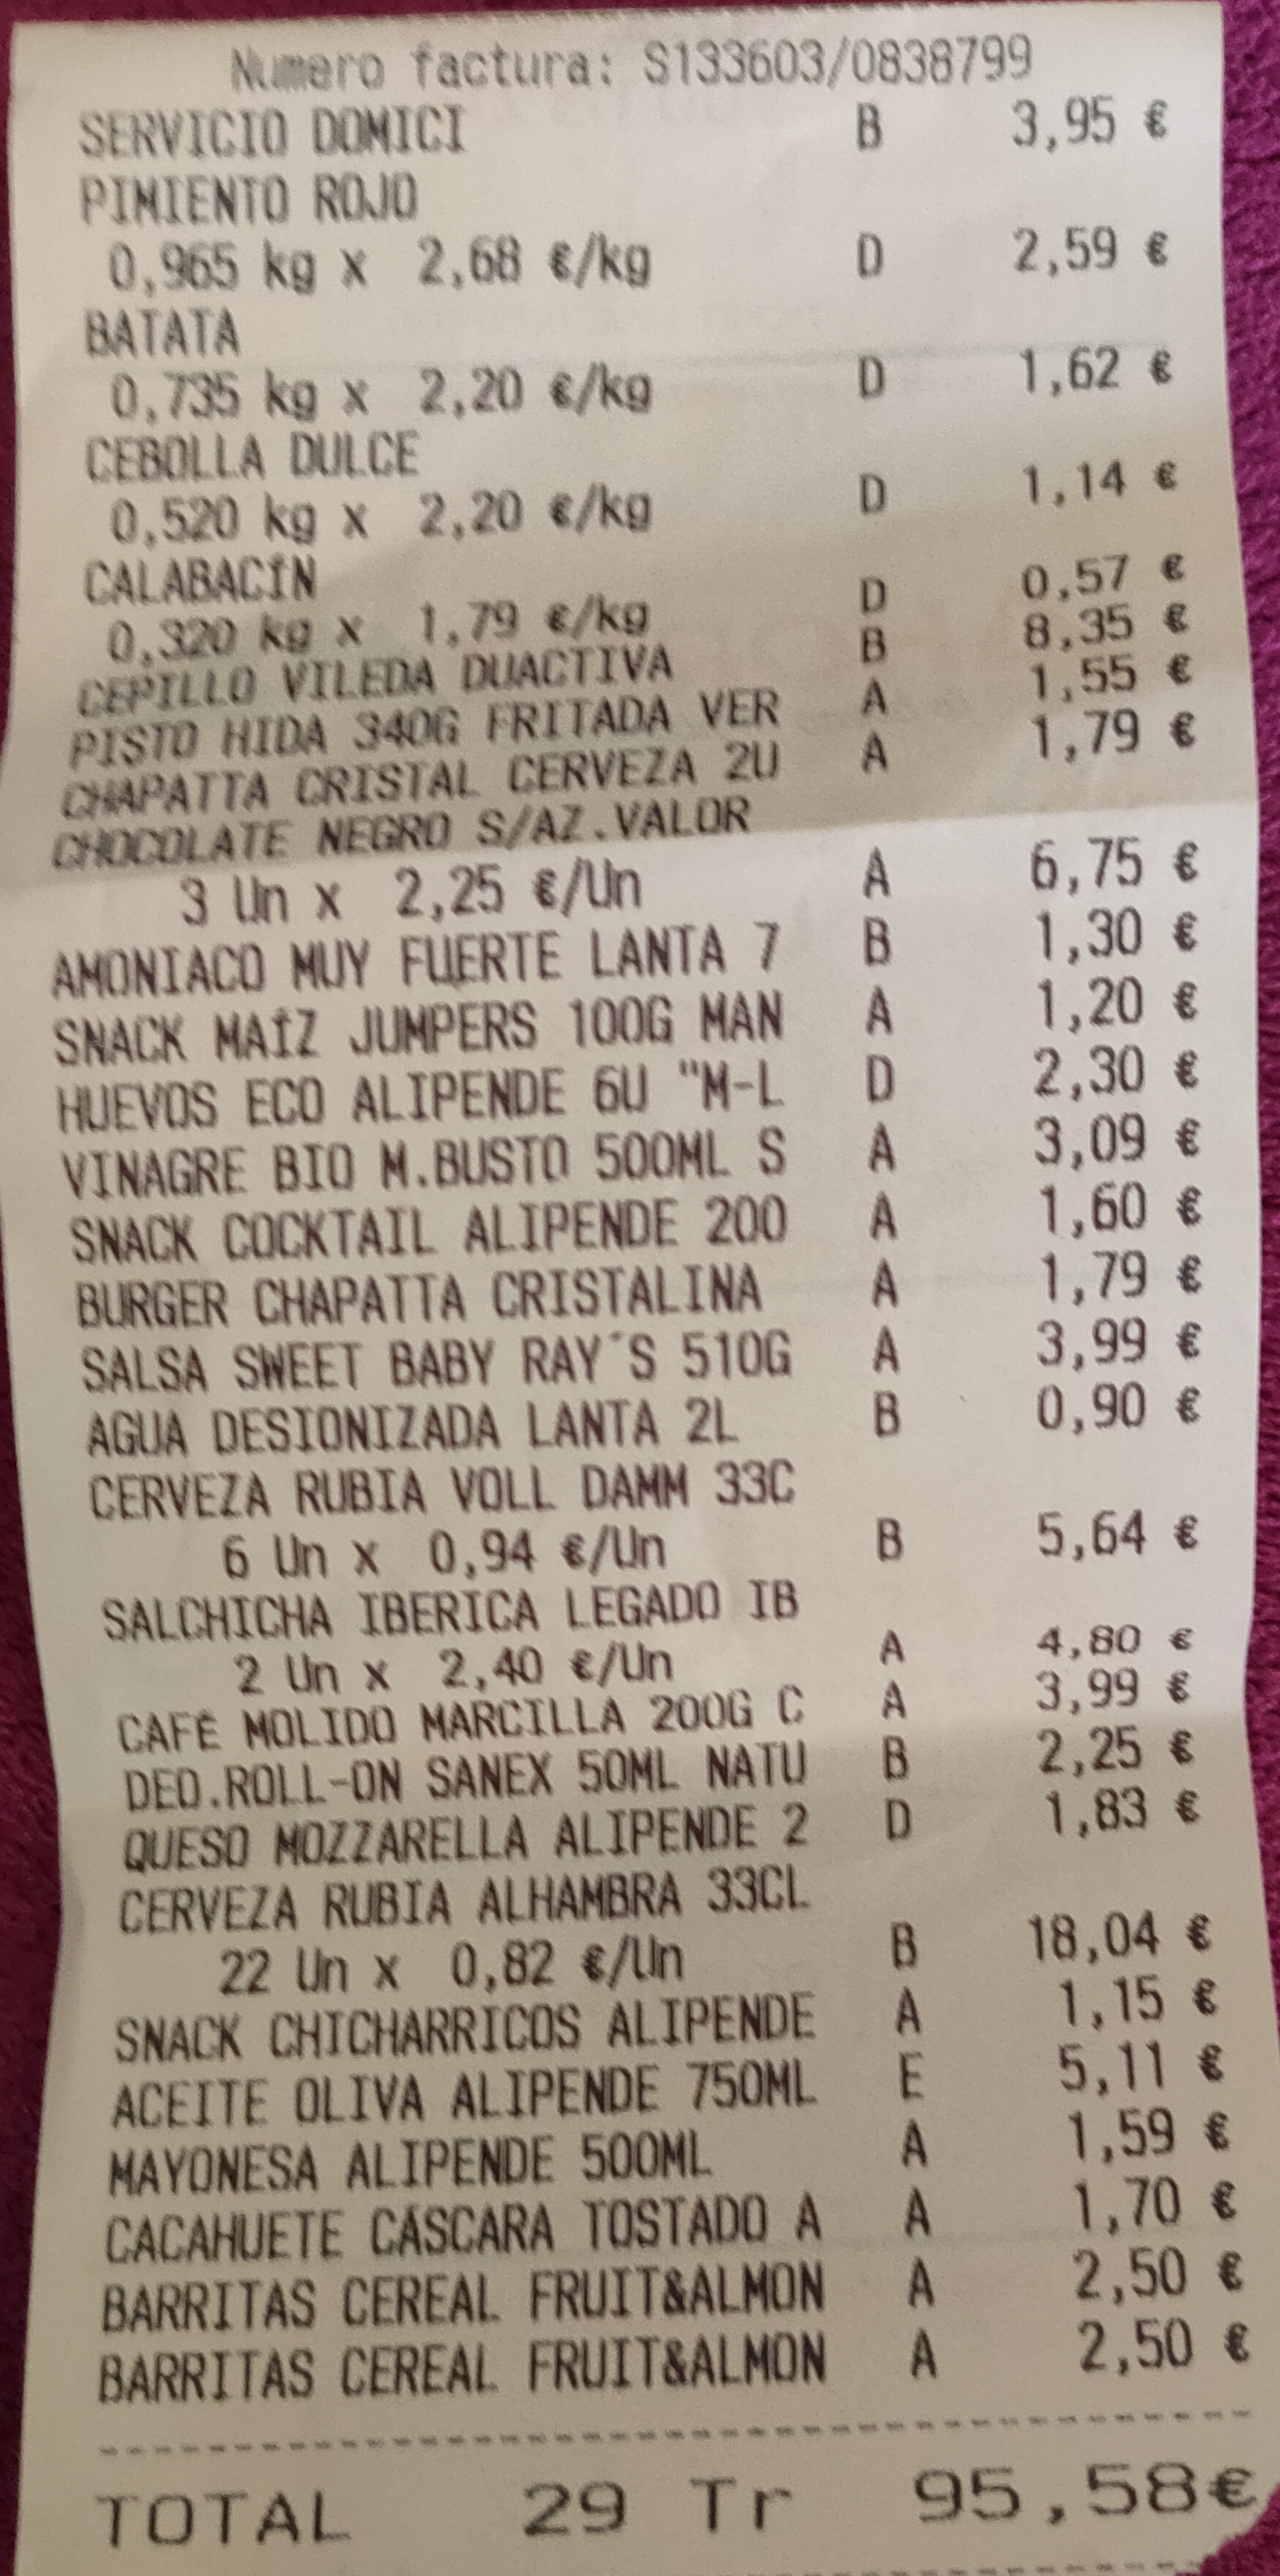 Numero factura: S133603/0838799
SERVICIO DOMICI B 3,95 €
PIMIENTO ROJO
0,965 kg x 2,68 €/kg D 2,59 €
BATATA
0,735 kg x 2,20 €/kg D 1,62 €
CEBOLLA DULCE
0,520 kg x 2,20 €/kg D 1,14 €
CALABACÍN
0,320 kg x 1,79 €/kg D 0,57 €
CEPILLO VILEDA DUACTIVA B 8,35 €
PISTO HIDA 340G FRITADA VER A 1,55 €
CHAPATTA CRISTAL CERVEZA 2U A 1,79 €
CHOCOLATE NEGRO S/AZ.VALOR
3 Un x 2,25 €/Un A 6,75 €
AMONIACO MUY FUERTE LANTA 7 B 1,30 €
SNACK MAÍZ JUMPERS 100G MAN A 1,20 €
HUEVOS ECO ALIPENDE 6U "M-L D 2,30 €
VINAGRE BIO M.BUSTO 500ML S A 3,09 €
SNACK COCKTAIL ALIPENDE 200 A 1,60 €
BURGER CHAPATTA CRISTALINA A 1,79 €
SALSA SWEET BABY RAY´S 510G A 3,99 €
AGUA DESIONIZADA LANTA 2L B 0,90 €
CERVEZA RUBIA VOLL DAMM 33C
6 Un x 0,94 €/Un B 5,64 €
SALCHICHA IBERICA LEGADO IB
2 Un x 2,40 €/Un A 4,80 €
CAFÉ MOLIDO MARCILLA 200G C A 3,99 €
DEO.ROLL-ON SANEX 50ML NATU B 2,25 €
QUESO MOZZARELLA ALIPENDE 2 D 1,83 €
CERVEZA RUBIA ALHAMBRA 33CL
22 Un x 0,82 €/Un B 18,04 €
SNACK CHICHARRICOS ALIPENDE A 1,15 €
ACEITE OLIVA ALIPENDE 750ML E 5,11 €
MAYONESA ALIPENDE 500ML A 1,59 €
CACAHUETE CÁSCARA TOSTADO A A 1,70 €
BARRITAS CEREAL FRUIT&ALMON A 2,50 €
BARRITAS CEREAL FRUIT&ALMON A 2,50 €
TOTAL 29 Tr 95,58€